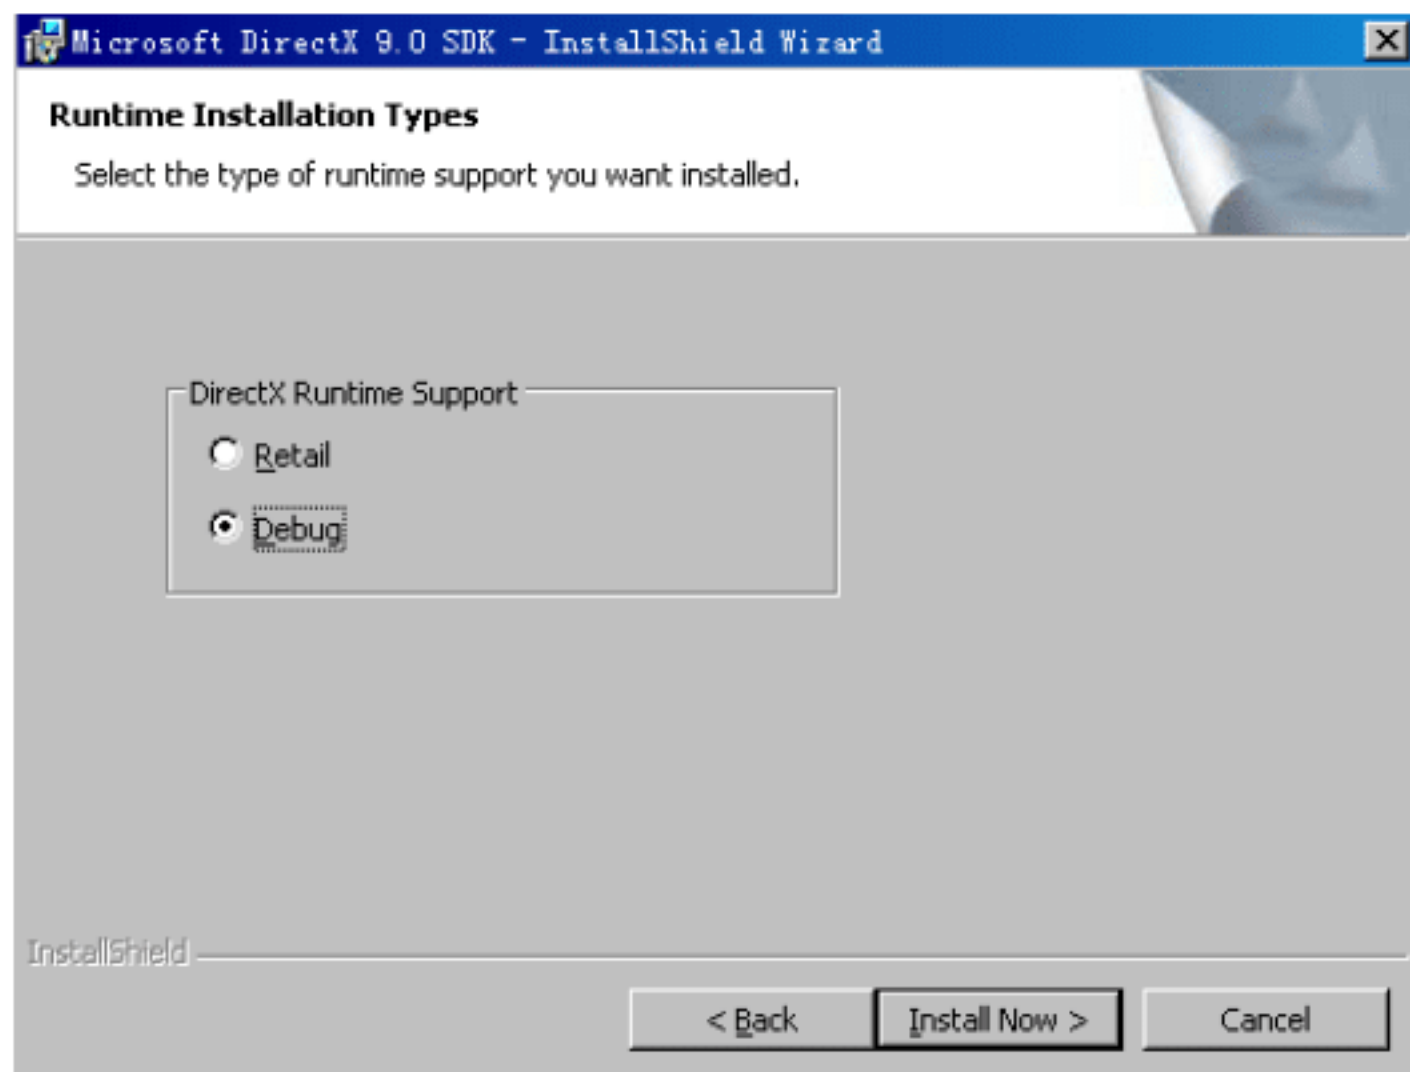 Microsoft DirectX 9.0 SDK - InstallShield Wizard
Runtime Installation Types
Select the type of runtime support you want installed.
DirectX Runtime Support
Retail
Debug
InstallShield
< Back
Install Now >
Cancel